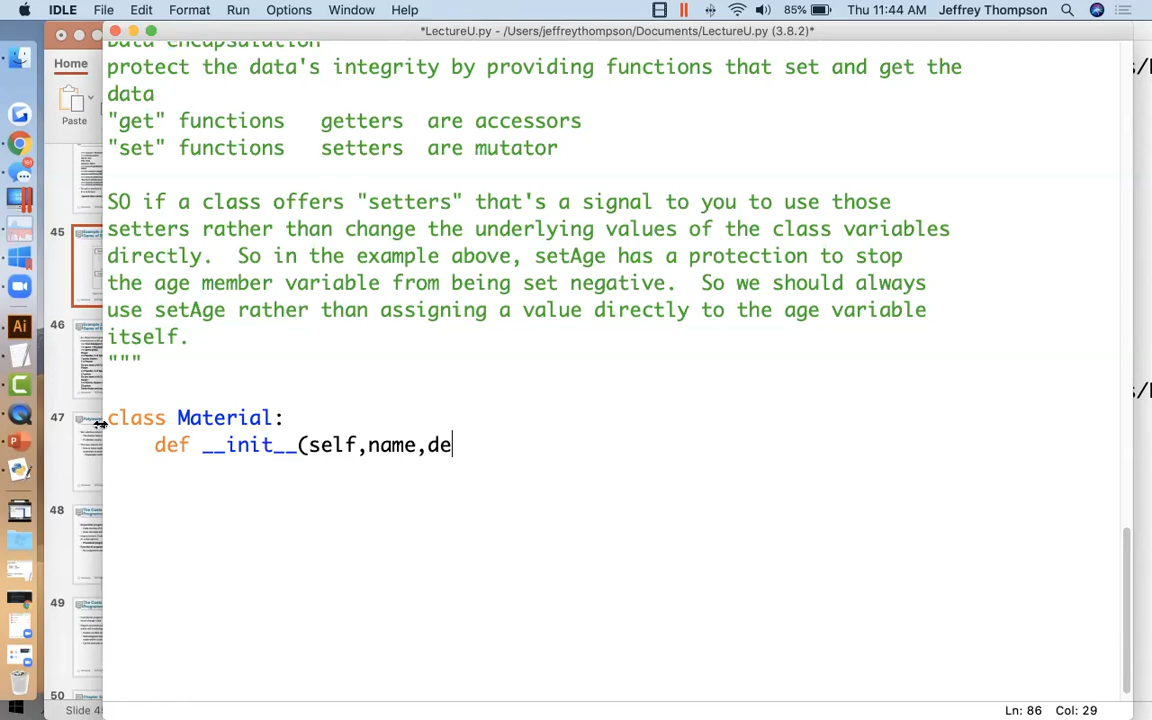 IDLE File Edit Format Run Options Window Help 85% Thu 11:44 AM Jeffrey Thompson
*LectureU.py - /Users/jeffreythompson/Documents/LectureU.py (3.8.2)*
Home
Paste
Data encapsulation
protect the data's integrity by providing functions that set and get the
data
"get" functions getters are accessors
"set" functions setters are mutator
SO if a class offers "setters" that's a signal to you to use those
setters rather than change the underlying values of the class variables
directly. So in the example above, setAge has a protection to stop
the age member variable from being set negative. So we should always
use setAge rather than assigning a value directly to the age variable
itself.
"""
class Material:
def __init__(self,name,de
45
46
47
48
49
50
Slide 4
Ln: 86 Col: 29